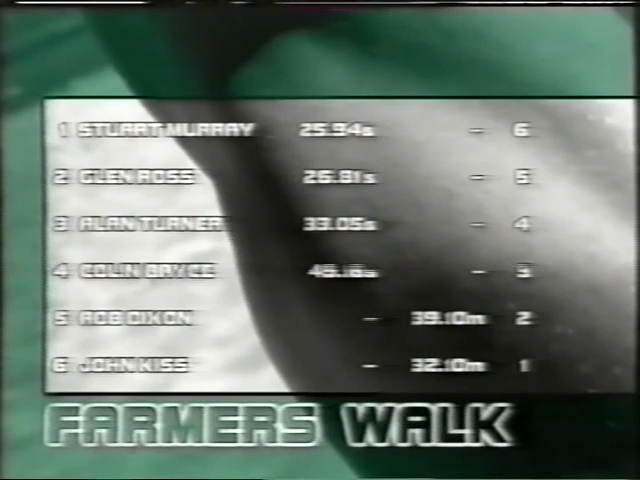 1 STUART MURRAY 25.94s – 6
2 GLEN ROSS 26.81s – 5
3 ALAN TURNER 33.05s – 4
4 COLIN BRYCE – 3
5 ROB DIXON – 39.10m 2
6 JOHN KISS – 32.10m 1
FARMERS WALK